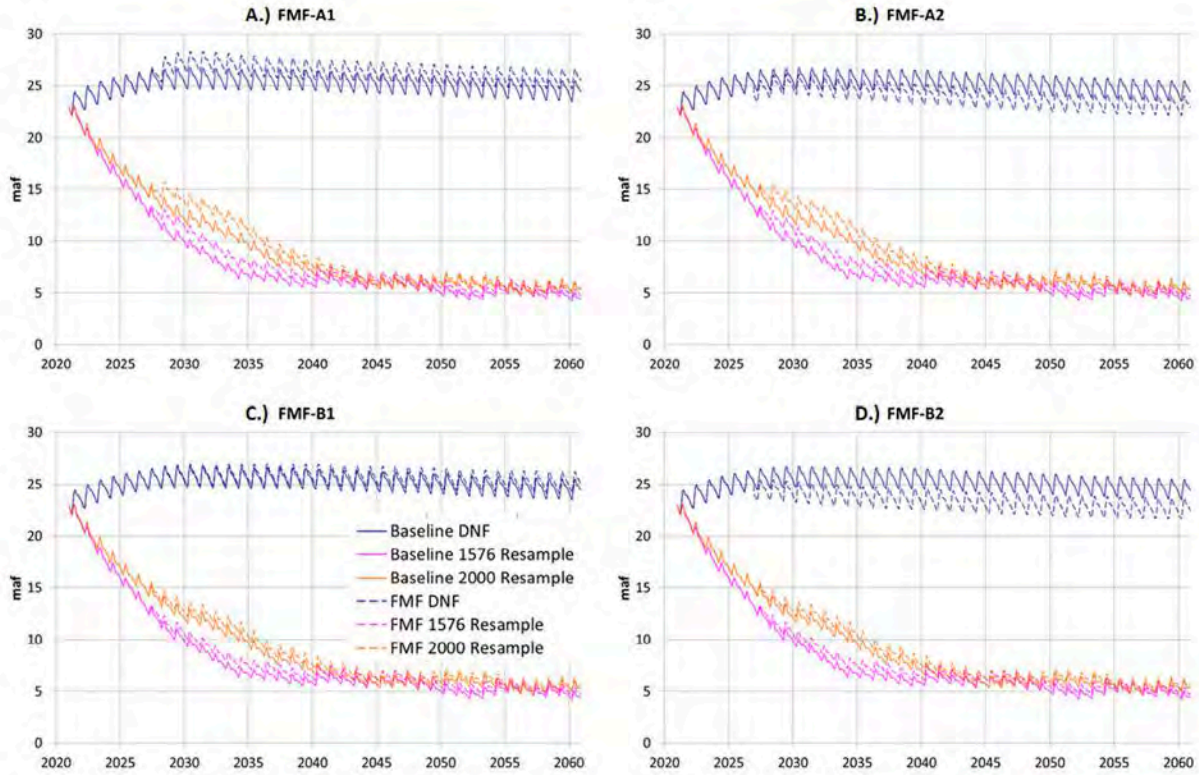 A.) FMF-A1
B.) FMF-A2
maf
30
25
20
15
10
5
0
2020 2025 2030 2035 2040 2045 2050 2055 2060
maf
30
25
20
15
10
5
0
2020 2025 2030 2035 2040 2045 2050 2055 2060
C.) FMF-B1
D.) FMF-B2
maf
30
25
20
15
10
5
0
2020 2025 2030 2035 2040 2045 2050 2055 2060
Baseline DNF
Baseline 1576 Resample
Baseline 2000 Resample
FMF DNF
FMF 1576 Resample
FMF 2000 Resample
maf
30
25
20
15
10
5
0
2020 2025 2030 2035 2040 2045 2050 2055 2060